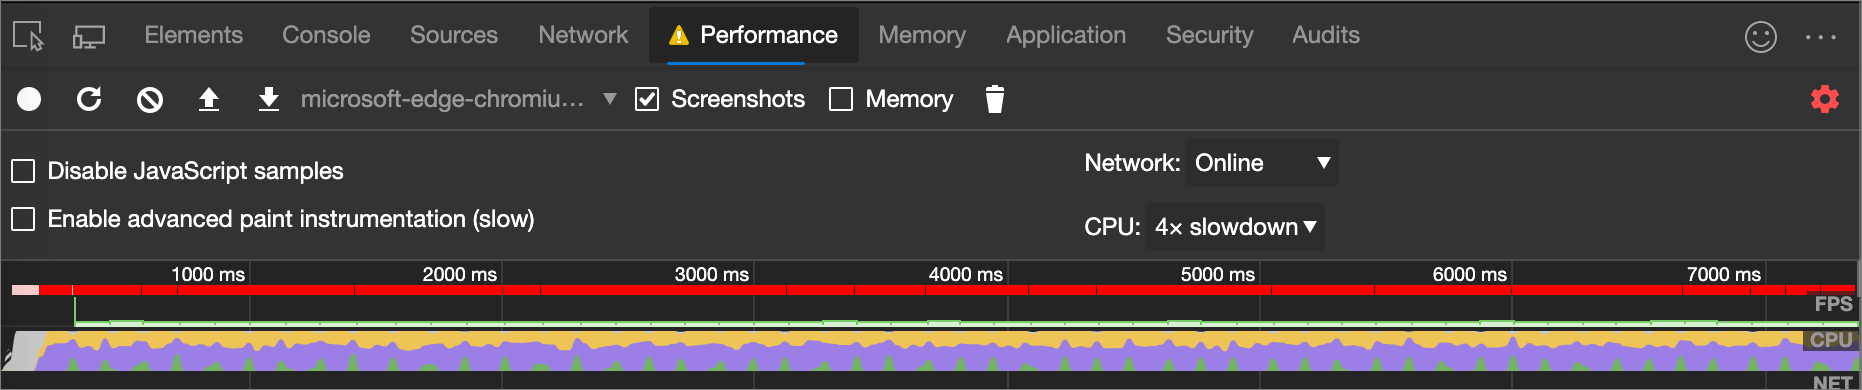 Elements Console Sources Network Performance Memory Application Security Audits
microsoft-edge-chromiu... Screenshots Memory
Disable JavaScript samples
Network: Online
Enable advanced paint instrumentation (slow)
CPU: 4× slowdown
1000 ms 2000 ms 3000 ms 4000 ms 5000 ms 6000 ms 7000 ms
FPS
CPU
NET